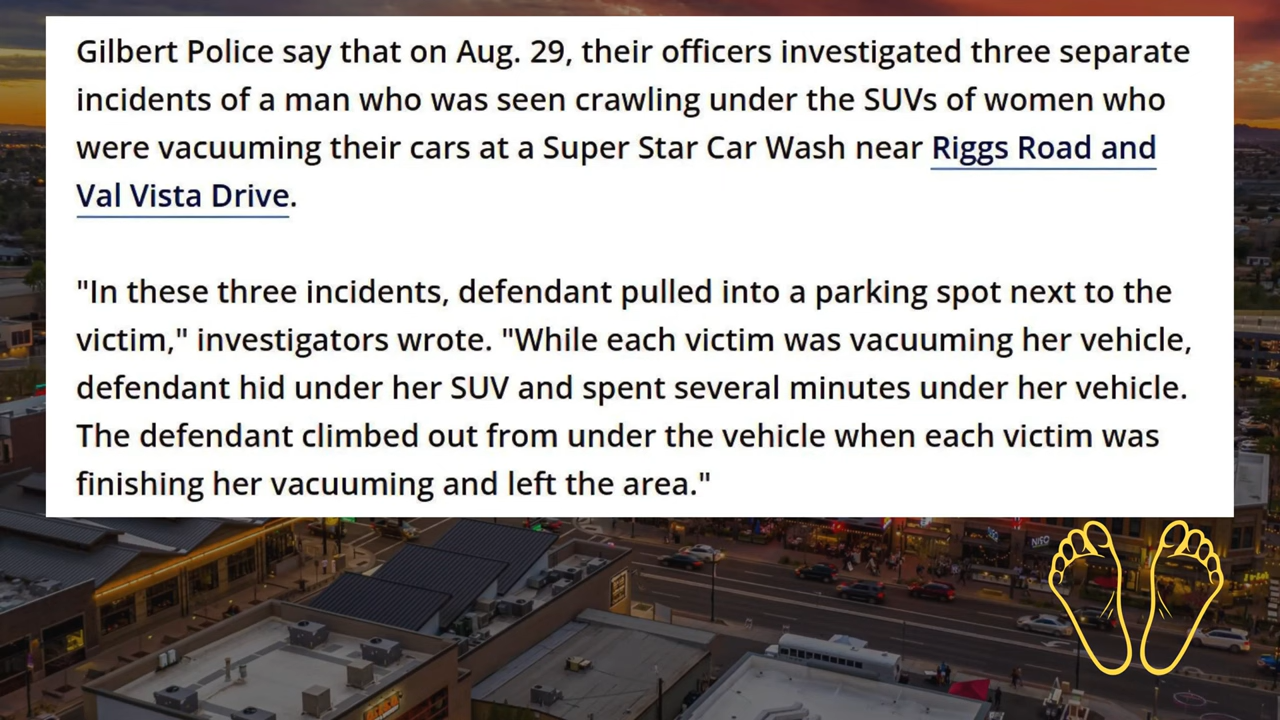 Gilbert Police say that on Aug. 29, their officers investigated three separate
incidents of a man who was seen crawling under the SUVs of women who
were vacuuming their cars at a Super Star Car Wash near Riggs Road and
Val Vista Drive.
"In these three incidents, defendant pulled into a parking spot next to the
victim," investigators wrote. "While each victim was vacuuming her vehicle,
defendant hid under her SUV and spent several minutes under her vehicle.
The defendant climbed out from under the vehicle when each victim was
finishing her vacuuming and left the area."